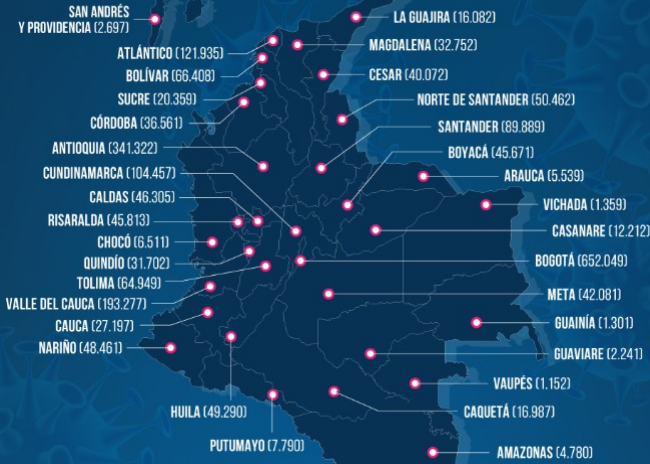 SAN ANDRÉS
Y PROVIDENCIA (2.697)
ATLÁNTICO (121.935)
BOLÍVAR (66.408)
SUCRE (20.359)
CÓRDOBA (36.561)
ANTIOQUIA (341.322)
CUNDINAMARCA (104.457)
CALDAS (46.305)
RISARALDA (45.813)
CHOCÓ (6.511)
QUINDÍO (31.702)
TOLIMA (64.949)
VALLE DEL CAUCA (193.277)
CAUCA (27.197)
NARIÑO (48.461)
HUILA (49.290)
PUTUMAYO (7.790)
LA GUAJIRA (16.082)
MAGDALENA (32.752)
CESAR (40.072)
NORTE DE SANTANDER (50.462)
SANTANDER (89.889)
BOYACÁ (45.671)
ARAUCA (5.539)
VICHADA (1.359)
CASANARE (12.212)
BOGOTÁ (652.049)
META (42.081)
GUAINÍA (1.301)
GUAVIARE (2.241)
VAUPÉS (1.152)
CAQUETÁ (16.987)
AMAZONAS (4.780)